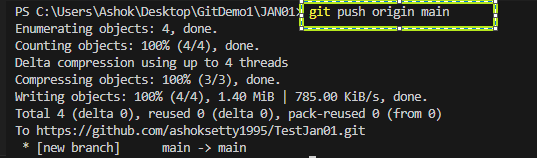 PS C:\Users\Ashok\Desktop\GitDemo1\JAN01> git push origin main
Enumerating objects: 4, done.
Counting objects: 100% (4/4), done.
Delta compression using up to 4 threads
Compressing objects: 100% (3/3), done.
Writing objects: 100% (4/4), 1.40 MiB | 785.00 KiB/s, done.
Total 4 (delta 0), reused 0 (delta 0), pack-reused 0 (from 0)
To https://github.com/ashoksetty1995/TestJan01.git
 * [new branch]      main -> main